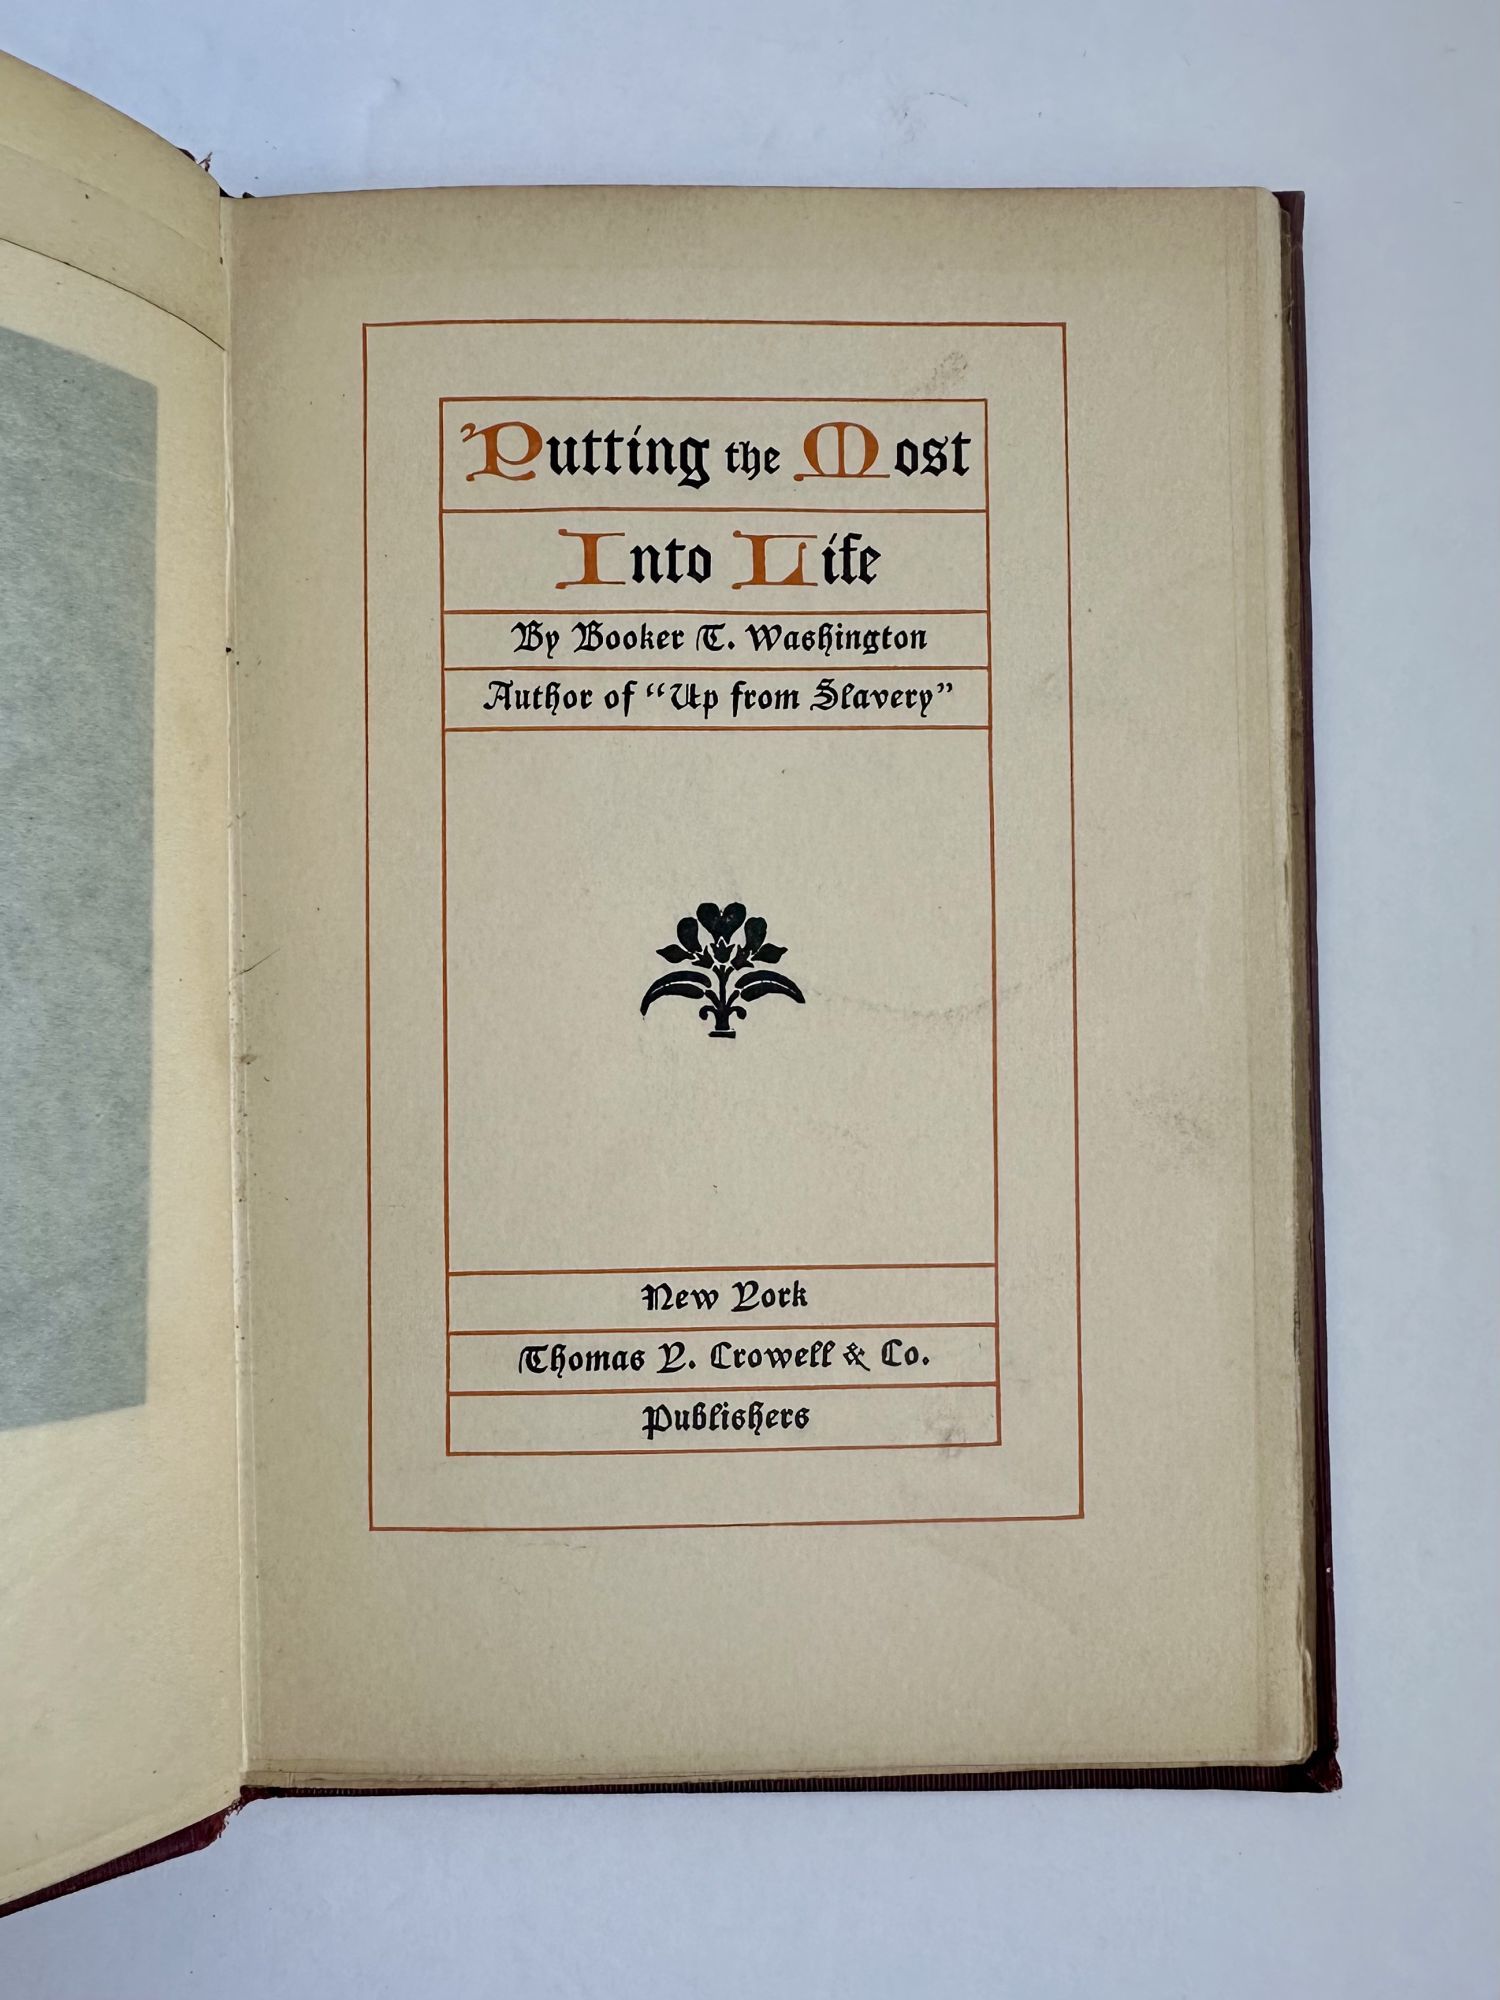 Putting the Most
Into Life
By Booker T. Washington
Author of “Up from Slavery”
New York
Thomas Y. Crowell & Co.
Publishers